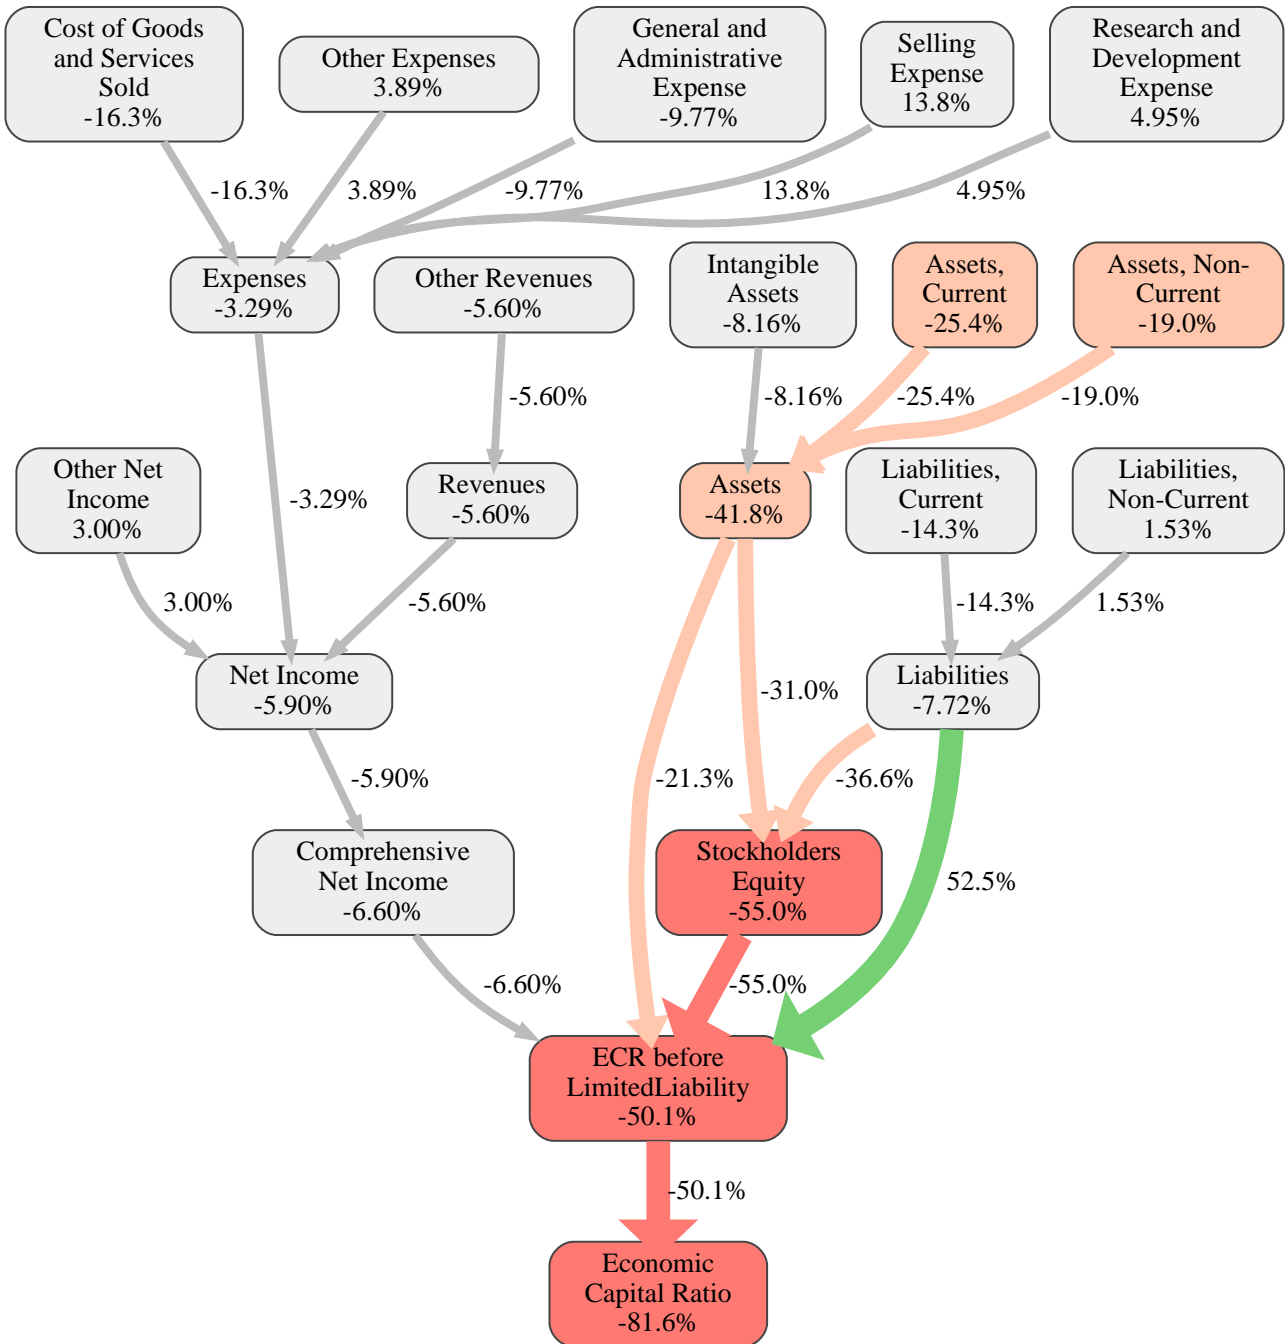 Cost of Goods
and Services
Sold
-16.3%
Other Expenses
3.89%
General and
Administrative
Expense
-9.77%
Selling
Expense
13.8%
Research and
Development
Expense
4.95%
-16.3%
3.89%
-9.77%
13.8%
4.95%
Expenses
-3.29%
Other Revenues
-5.60%
Intangible
Assets
-8.16%
Assets,
Current
-25.4%
Assets, Non-
Current
-19.0%
-5.60%
-8.16%
-25.4%
-19.0%
Other Net
Income
3.00%
-3.29%
Revenues
-5.60%
Assets
-41.8%
Liabilities,
Current
-14.3%
Liabilities,
Non-Current
1.53%
3.00%
-5.60%
-14.3%
1.53%
Net Income
-5.90%
-31.0%
Liabilities
-7.72%
-5.90%
-21.3%
-36.6%
Comprehensive
Net Income
-6.60%
Stockholders
Equity
-55.0%
52.5%
-6.60%
-55.0%
ECR before
LimitedLiability
-50.1%
-50.1%
Economic
Capital Ratio
-81.6%